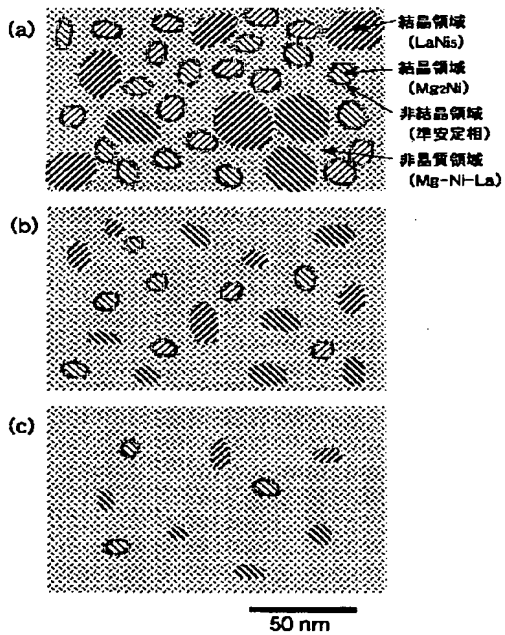 (a)
結晶領域
(LaNi5)
結晶領域
(Mg2Ni)
非結晶領域
(準安定相)
非晶質領域
(Mg-Ni-La)
(b)
(c)
50 nm